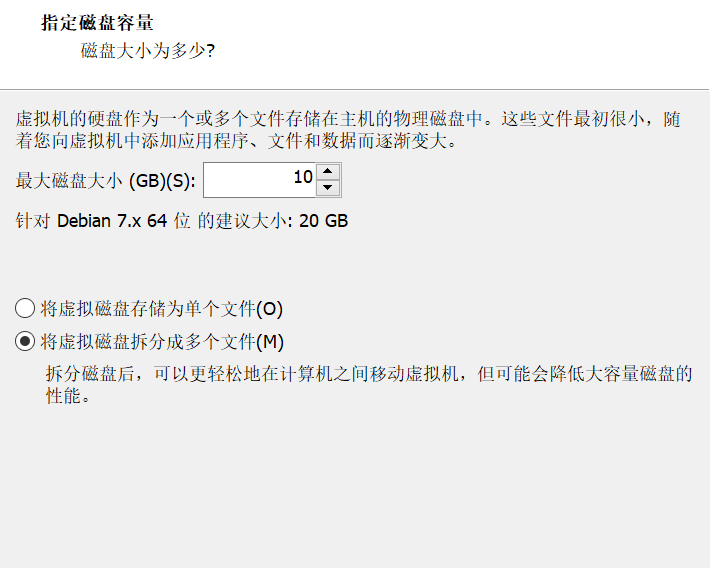 指定磁盘容量
磁盘大小为多少?
虚拟机的硬盘作为一个或多个文件存储在主机的物理磁盘中。这些文件最初很小，随
着您向虚拟机中添加应用程序、文件和数据而逐渐变大。
最大磁盘大小 (GB)(S): 10
针对 Debian 7.x 64 位 的建议大小: 20 GB
将虚拟磁盘存储为单个文件(O)
将虚拟磁盘拆分成多个文件(M)
拆分磁盘后，可以更轻松地在计算机之间移动虚拟机，但可能会降低大容量磁盘的
性能。